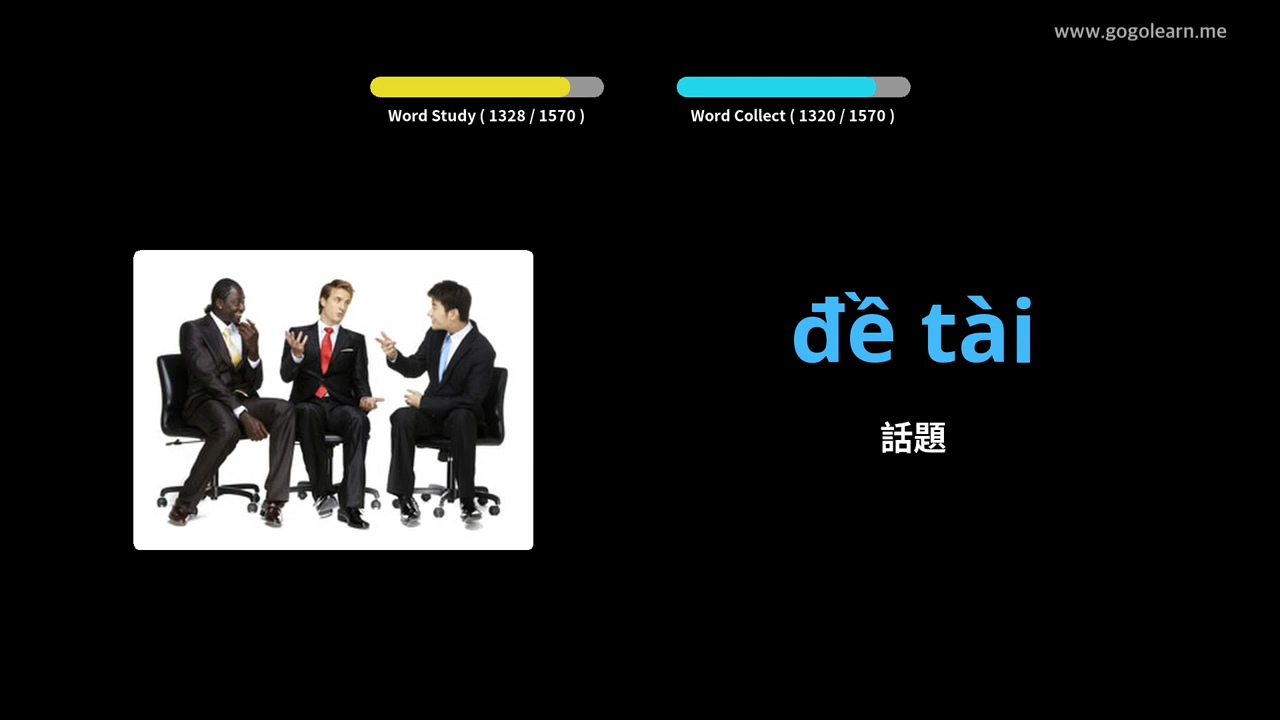 www.gogolearn.me
Word Study ( 1328 / 1570 )
Word Collect ( 1320 / 1570 )
đề tài
話題